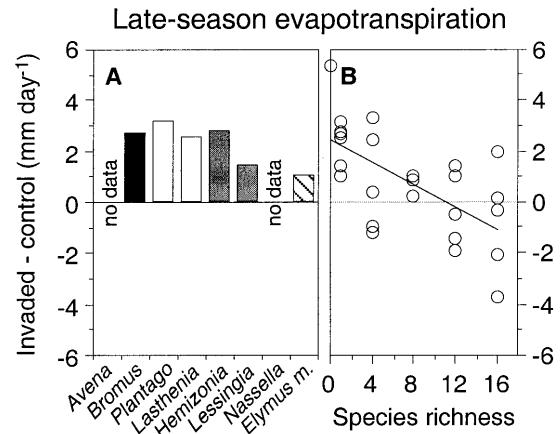 Late-season evapotranspiration
Invaded - control (mm day-1)
6
4
2
0
-2
-4
-6
A
no data
no data
Avena
Bromus
Plantago
Lasthenia
Hemizonia
Lessingia
Nassella
Elymus m.
B
6
4
2
0
-2
-4
-6
0 4 8 12 16
Species richness